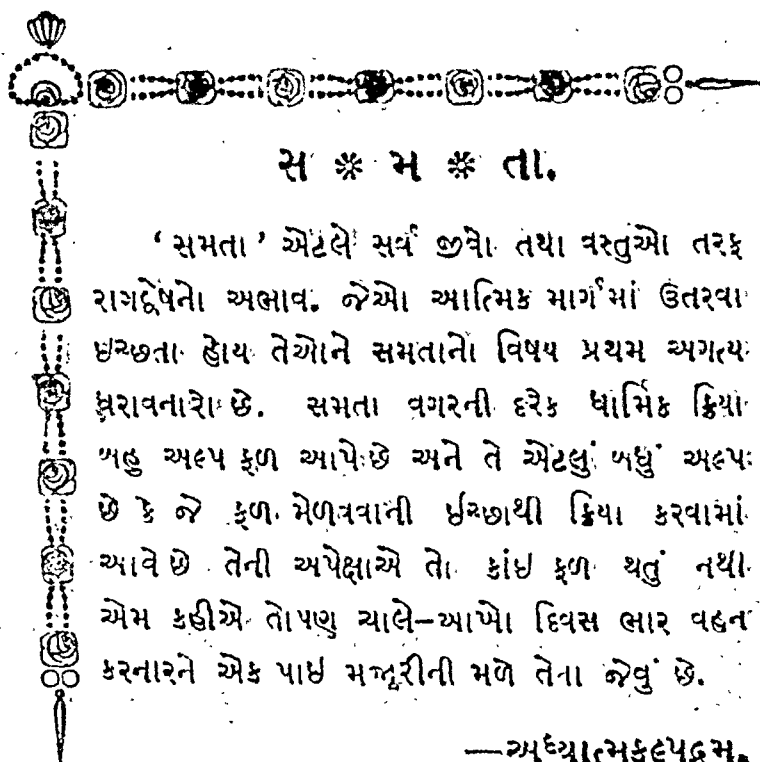 સ * મ * તા.
‘સમતા’ એટલે સર્વ જીવો તથા વસ્તુઓ તરફ
રાગદ્વેષનો અભાવ. જેઓ આત્મિક માર્ગમાં ઉતરવા
ઇચ્છતા હોય તેઓને સમતાનો વિષય પ્રથમ અગત્ય
ધરાવનારો છે. સમતા વગરની દરેક ધાર્મિક ક્રિયા
બહુ અલ્પ ફળ આપે છે અને તે એટલું બધું અલ્પ
છે કે જે ફળ મેળવવાની ઈચ્છાથી ક્રિયા કરવામાં
આવે છે તેની અપેક્ષાએ તો કાંઇ ફળ થતું નથી
એમ કહીએ તોપણ ચાલે–આખો દિવસ ભાર વહન
કરનારને એક પાઇ મજૂરીની મળે તેના જેવું છે.
—અધ્યાત્મકલ્પદ્રુમ.